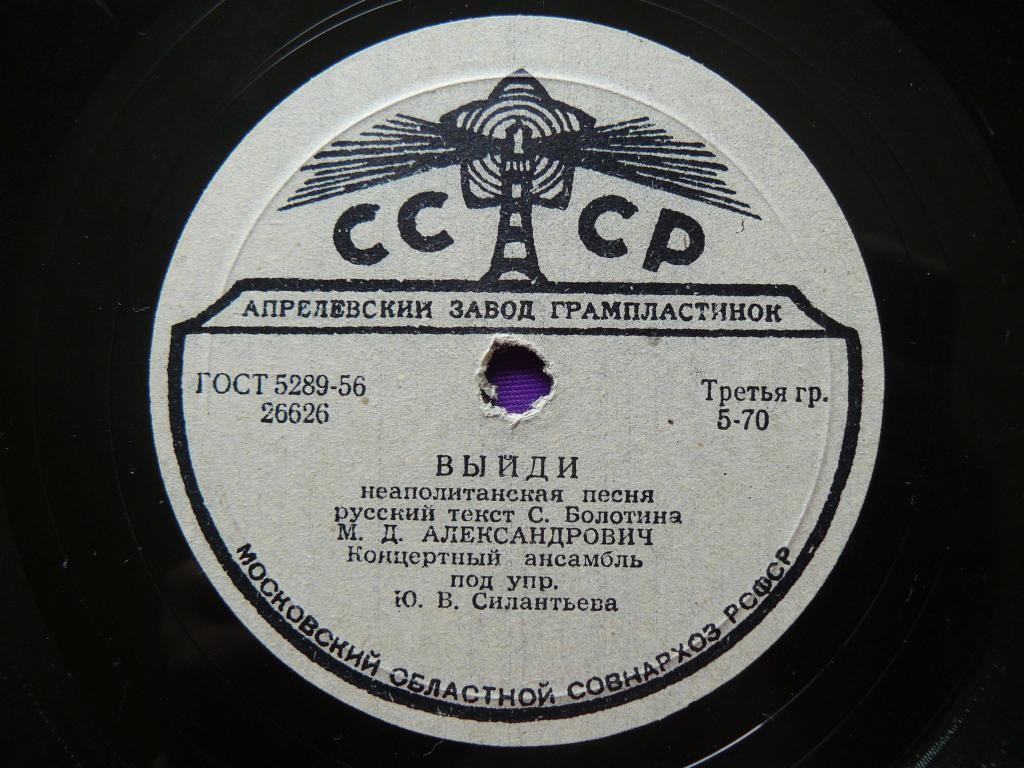 СССР
АПРЕЛЕВСКИЙ ЗАВОД ГРАМПЛАСТИНОК
ГОСТ 5289-56
26626
Третья гр.
5-70
ВЫЙДИ
неаполитанская песня
русский текст С. Болотина
М. Д. АЛЕКСАНДРОВИЧ
Концертный ансамбль
под упр.
Ю. В. Силантьева
МОСКОВСКИЙ ОБЛАСТНОЙ СОВНАРХОЗ РСФСР